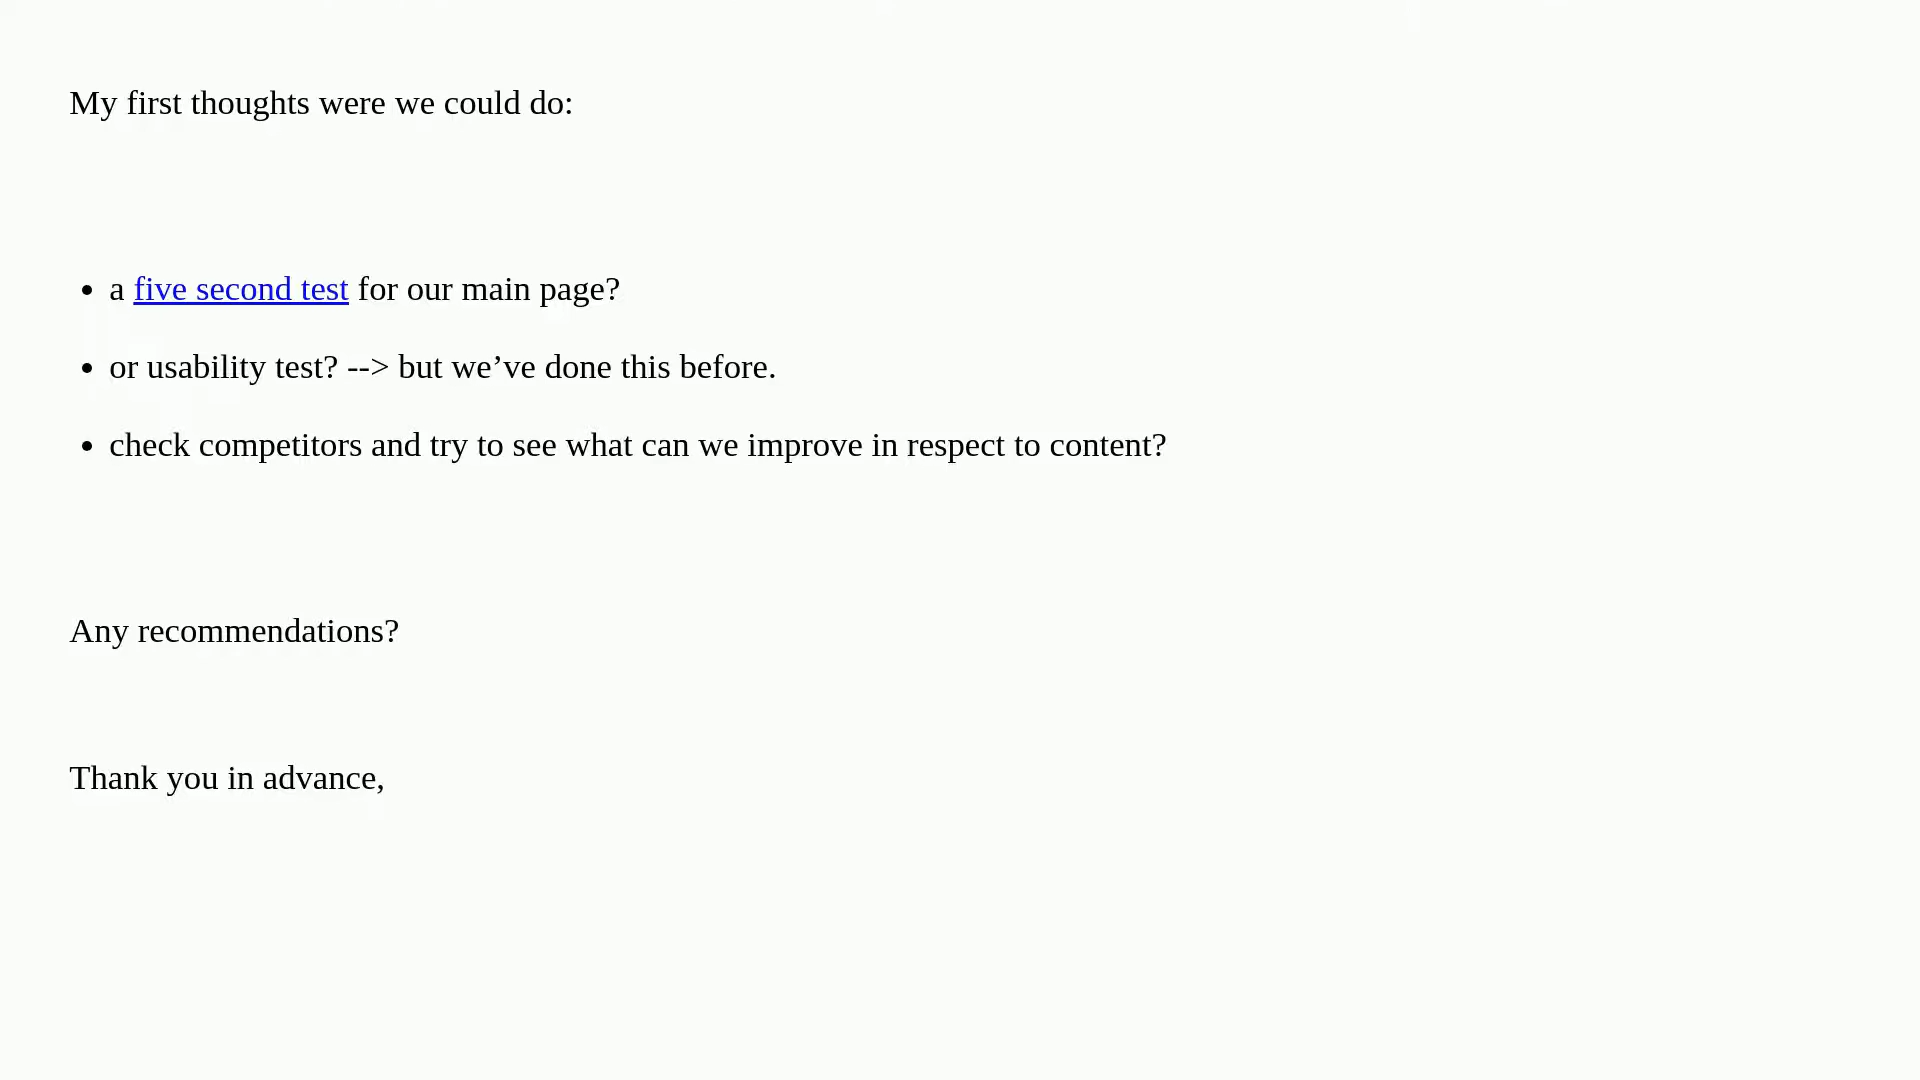 My first thoughts were we could do:
• a five second test for our main page?
• or usability test? --> but we’ve done this before.
• check competitors and try to see what can we improve in respect to content?
Any recommendations?
Thank you in advance,